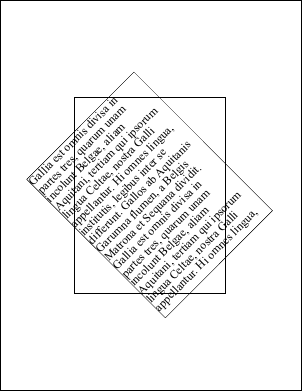 Gallia est omnis divisa in
partes tres, quarum unam
incolunt Belgae, aliam
Aquitani, tertiam qui ipsorum
lingua Celtae, nostra Galli
appellantur. Hi omnes lingua,
institutis, legibus inter se
differunt. Gallos ab Aquitanis
Garumna flumen, a Belgis
Matrona et Sequana dividit.
Gallia est omnis divisa in
partes tres, quarum unam
incolunt Belgae, aliam
Aquitani, tertiam qui ipsorum
lingua Celtae, nostra Galli
appellantur. Hi omnes lingua,